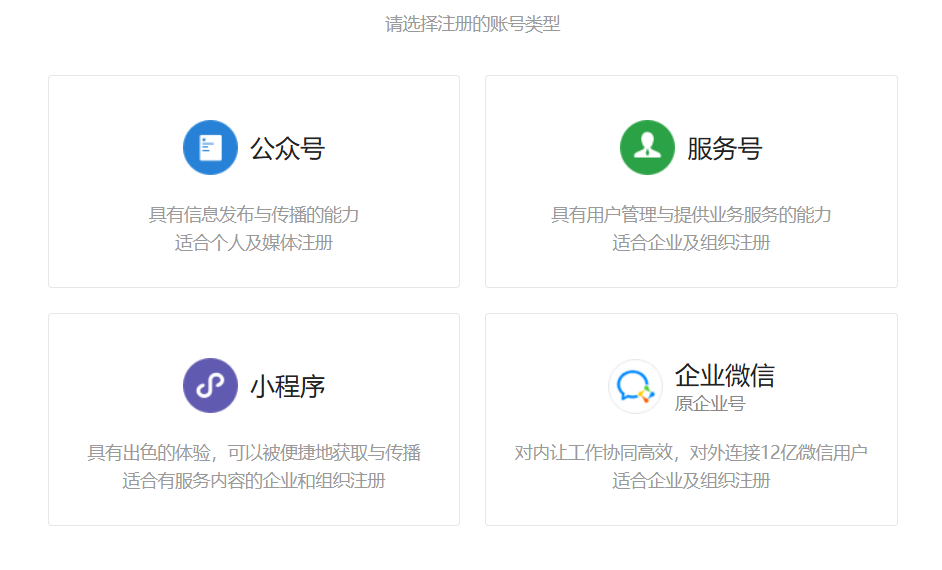 请选择注册的账号类型
公众号
具有信息发布与传播的能力
适合个人及媒体注册
服务号
具有用户管理与提供业务服务的能力
适合企业及组织注册
小程序
具有出色的体验，可以被便捷地获取与传播
适合有服务内容的企业和组织注册
企业微信
原企业号
对内让工作协同高效，对外连接12亿微信用户
适合企业及组织注册